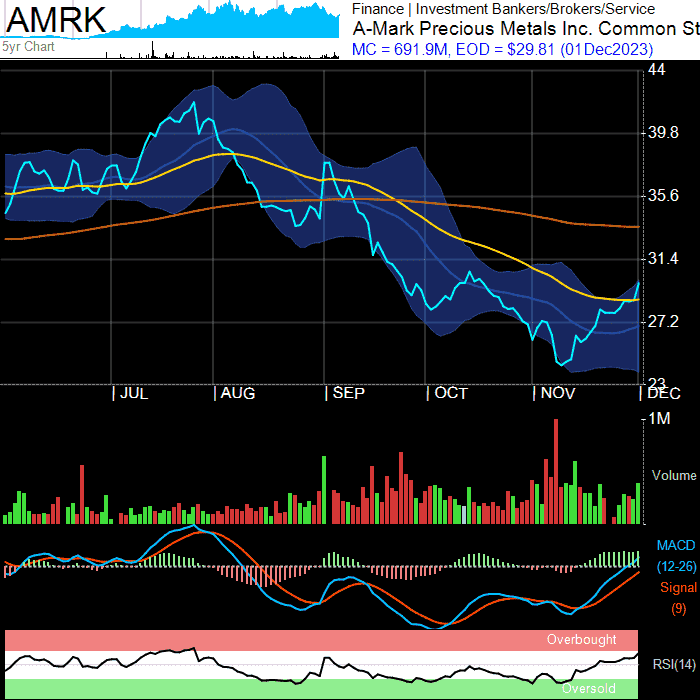 AMRK
5yr Chart
Finance | Investment Bankers/Brokers/Service
A-Mark Precious Metals Inc. Common St
MC = 691.9M, EOD = $29.81 (01Dec2023)
44
39.8
35.6
31.4
27.2
23
JUL AUG SEP OCT NOV DEC
1M
Volume
MACD
(12-26)
Signal
(9)
Overbought
RSI(14)
Oversold